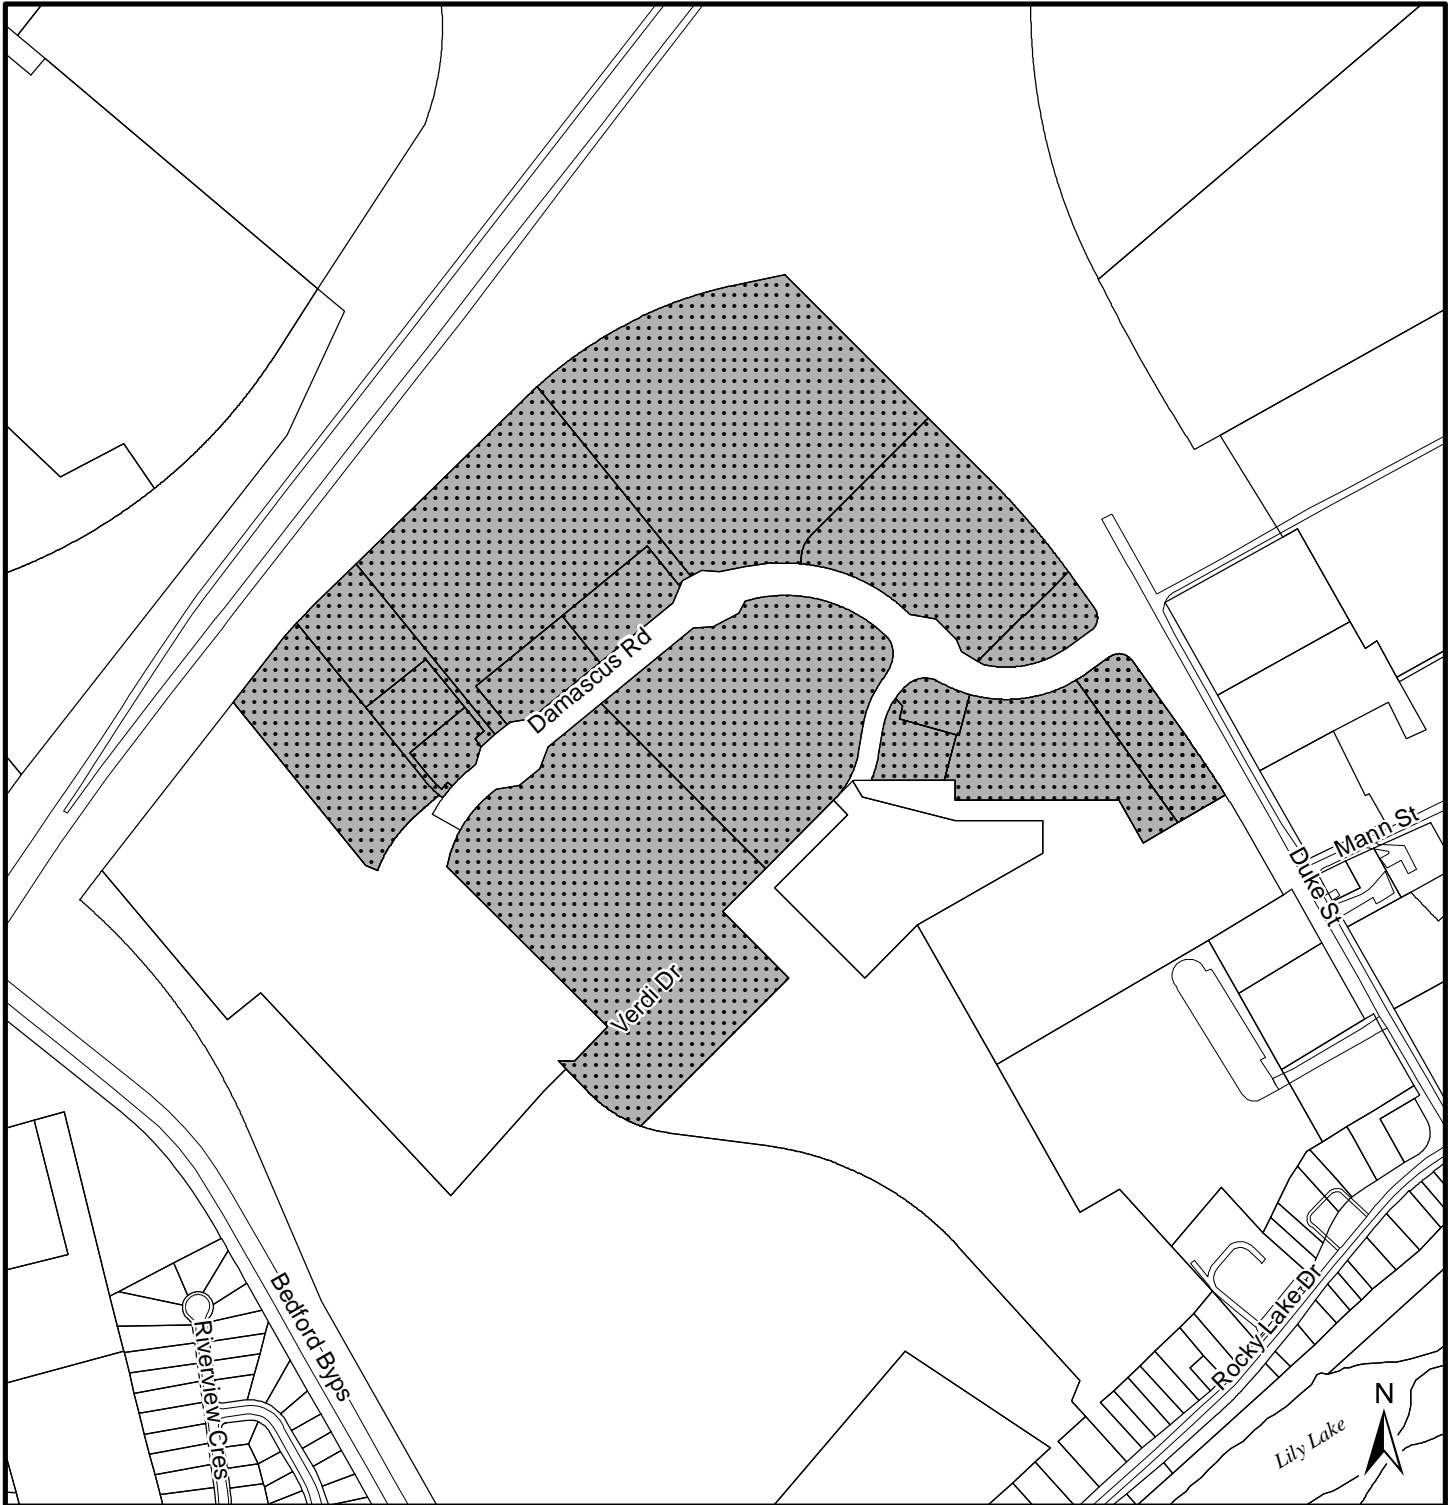 Damascus Rd
Mann St
Duke St
Verdi Dr
Rocky Lake Dr
Bedford Byps
Riverview Cres
N
Lily Lake